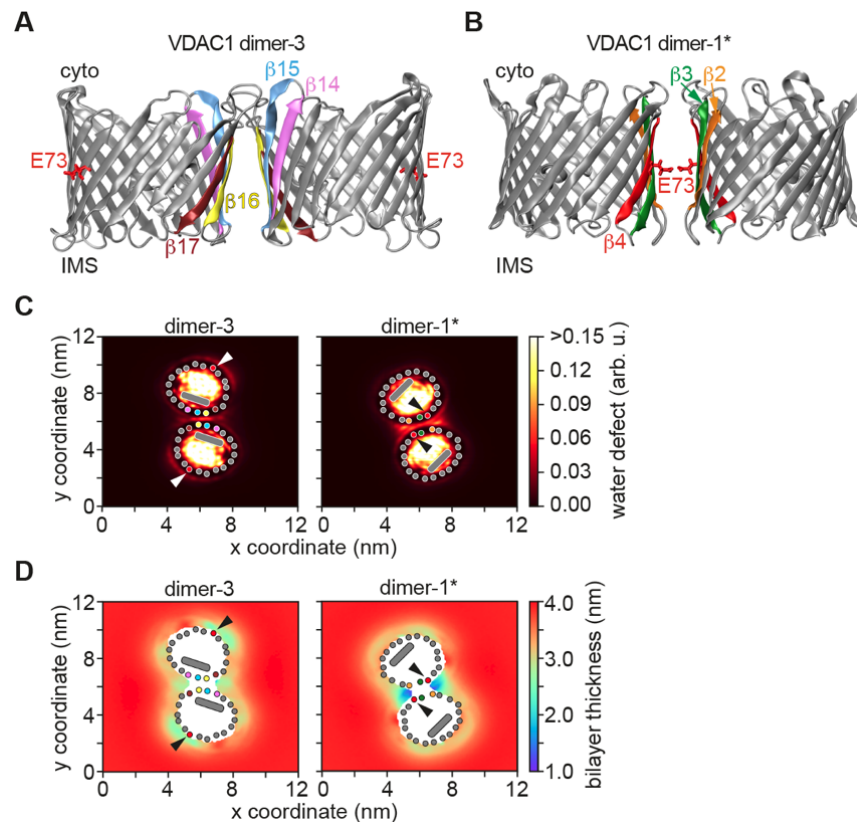 A
VDAC1 dimer-3
cyto
β15
β14
E73
E73
β16
β17
IMS
B
VDAC1 dimer-1*
cyto
β3
β2
E73
β4
IMS
C
dimer-3
dimer-1*
12
8
4
0
y coordinate (nm)
0 4 8 12
0 4 8 12
x coordinate (nm)
>0.15
0.12
0.09
0.06
0.03
0.00
water defect (arb. u.)
D
dimer-3
dimer-1*
12
8
4
0
y coordinate (nm)
0 4 8 12
0 4 8 12
x coordinate (nm)
4.0
3.0
2.0
1.0
bilayer thickness (nm)